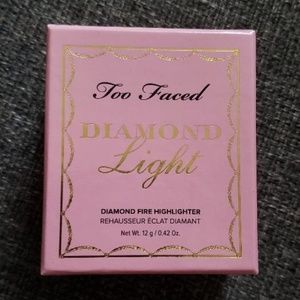 Too Faced
DIAMOND
Light
DIAMOND FIRE HIGHLIGHTER
REHAUSSEUR ÉCLAT DIAMANT
Net Wt. 12 g / 0.42 Oz.